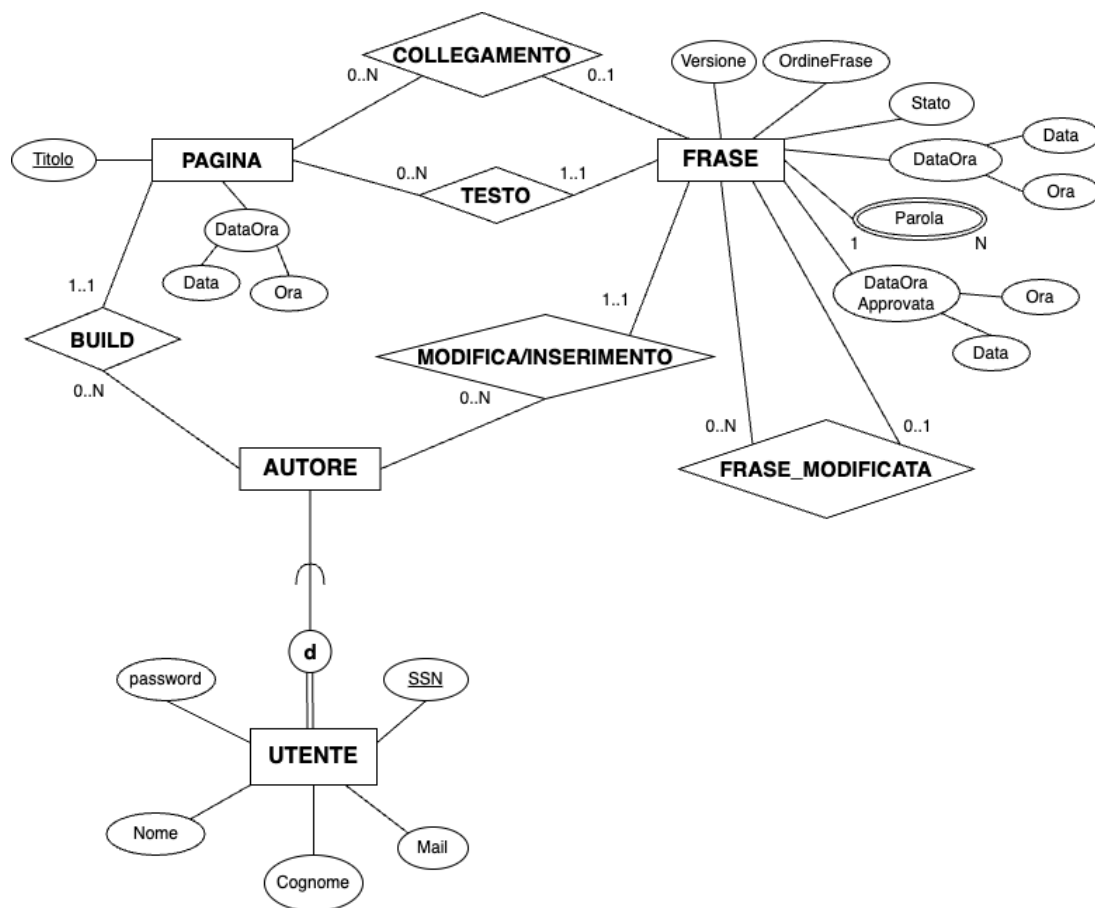 COLLEGAMENTO
0..N
0..1
Versione
OrdineFrase
Stato
Titolo
PAGINA
FRASE
DataOra
Data
Ora
0..N
1..1
TESTO
DataOra
Data
Ora
Parola
1
N
DataOra
Approvata
Ora
Data
1..1
BUILD
0..N
1..1
MODIFICA/INSERIMENTO
0..N
0..N
0..1
FRASE_MODIFICATA
AUTORE
d
password
SSN
UTENTE
Nome
Cognome
Mail